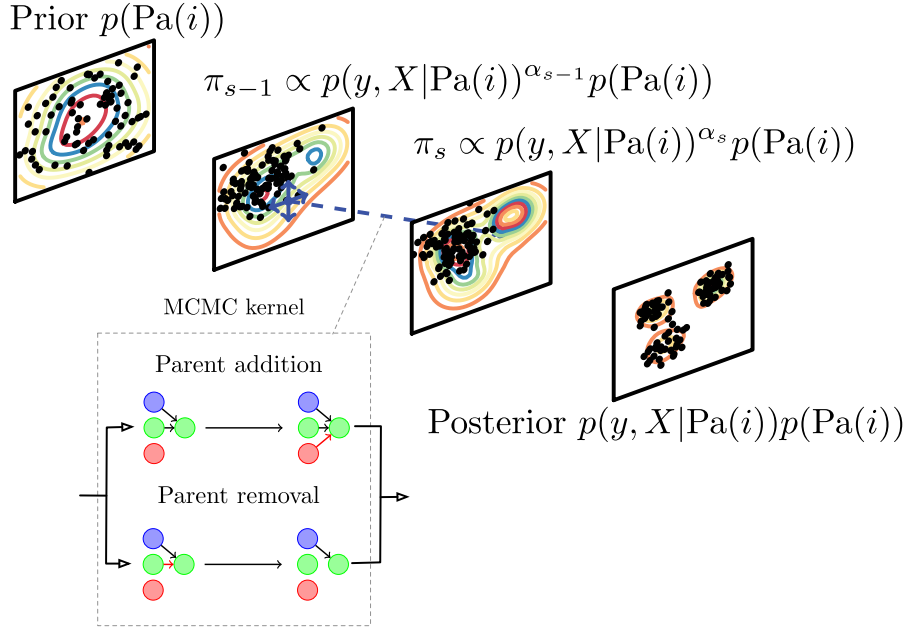 Prior p(Pa(i))
π_{s−1} ∝ p(y, X|Pa(i))^{α_{s−1}} p(Pa(i))
π_s ∝ p(y, X|Pa(i))^{α_s} p(Pa(i))
MCMC kernel
Parent addition
Posterior p(y, X|Pa(i))p(Pa(i))
Parent removal